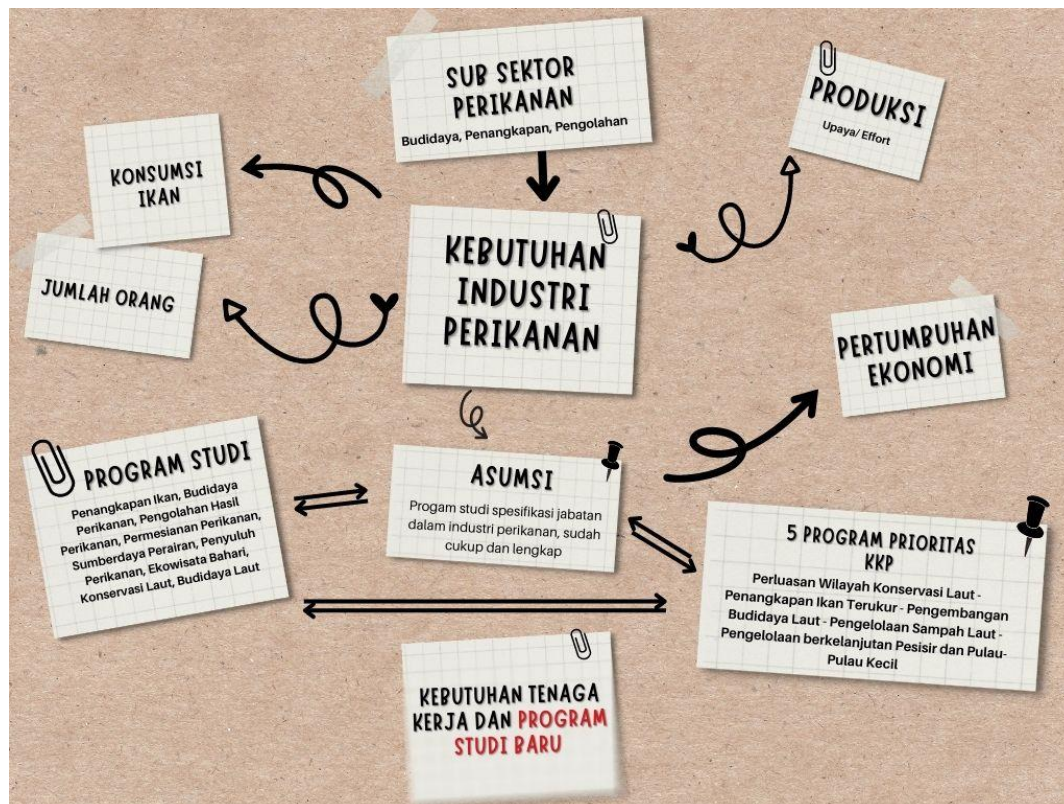 SUB SEKTOR
PERIKANAN
Budidaya, Penangkapan, Pengolahan
PRODUKSI
Upaya/ Effort
KONSUMSI
IKAN
JUMLAH ORANG
KEBUTUHAN
INDUSTRI
PERIKANAN
PERTUMBUHAN
EKONOMI
PROGRAM STUDI
Penangkapan Ikan, Budidaya
Perikanan, Pengolahan Hasil
Perikanan, Permesianan Perikanan,
Sumberdaya Perairan, Penyuluh
Perikanan, Ekowisata Bahari,
Konservasi Laut, Budidaya Laut
ASUMSI
Progam studi spesifikasi jabatan
dalam industri perikanan, sudah
cukup dan lengkap
5 PROGRAM PRIORITAS
KKP
Perluasan Wilayah Konservasi Laut -
Penangkapan Ikan Terukur - Pengembangan
Budidaya Laut - Pengelolaan Sampah Laut -
Pengelolaan berkelanjutan Pesisir dan Pulau-
Pulau Kecil
KEBUTUHAN TENAGA
KERJA DAN PROGRAM
STUDI BARU